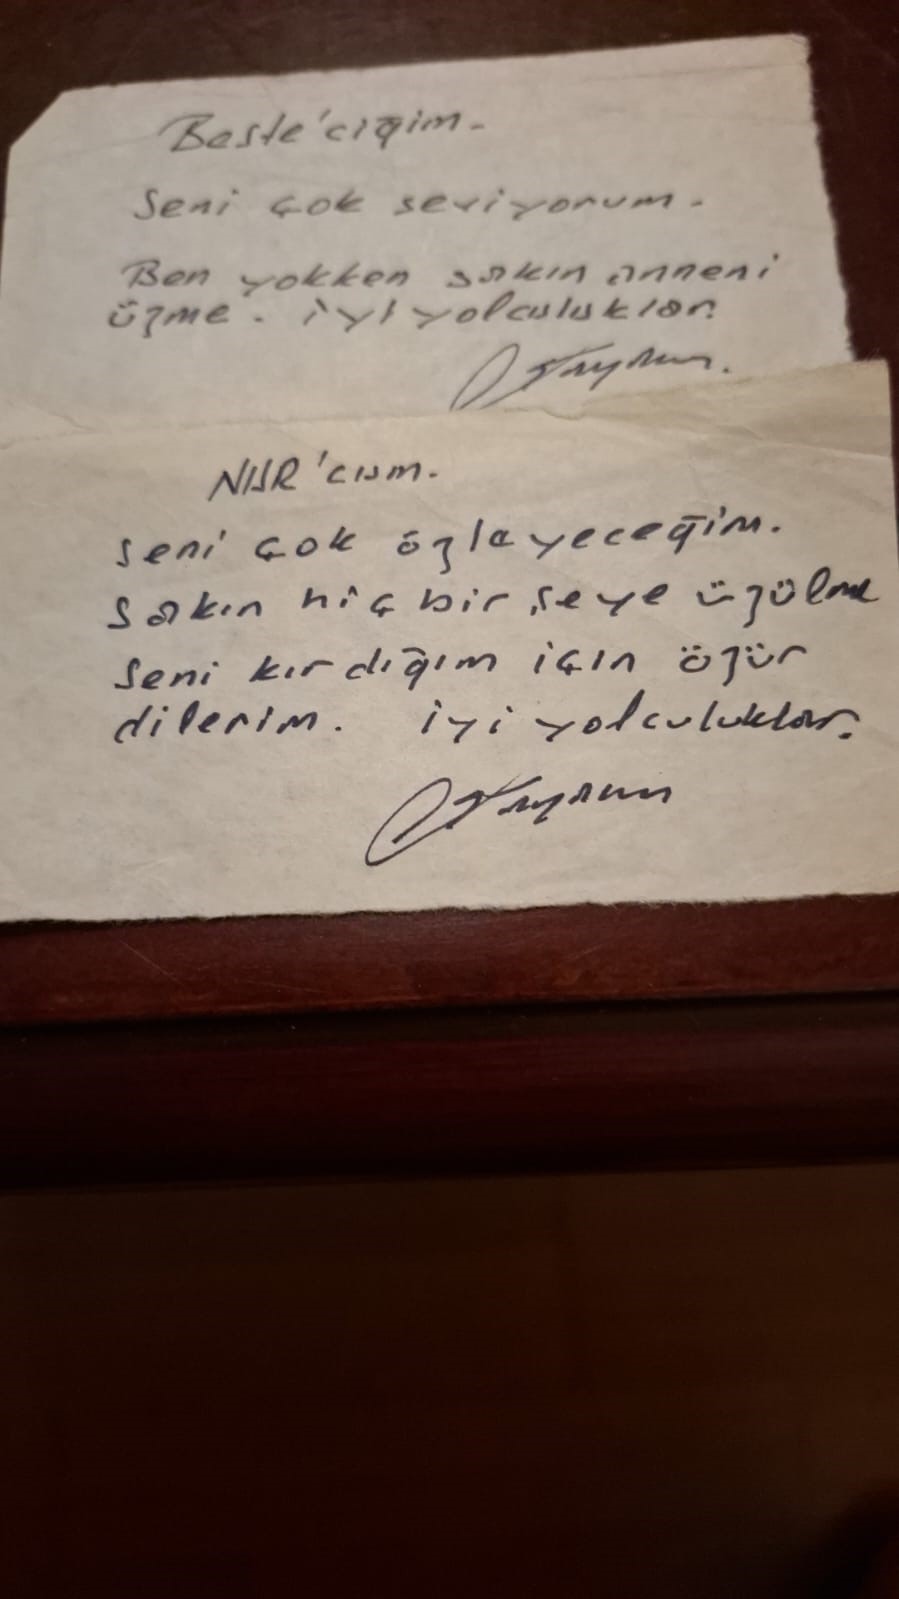 Beste'ciğim.
Seni çok seviyorum.
Ben yokken sakın anneni
üzme. iyi yolculuklar.
NUR'cum.
Seni çok özleyeceğim.
Sakın hiç bir şeye üzülme
Seni kırdığım için özür
dilerim. iyi yolculuklar.